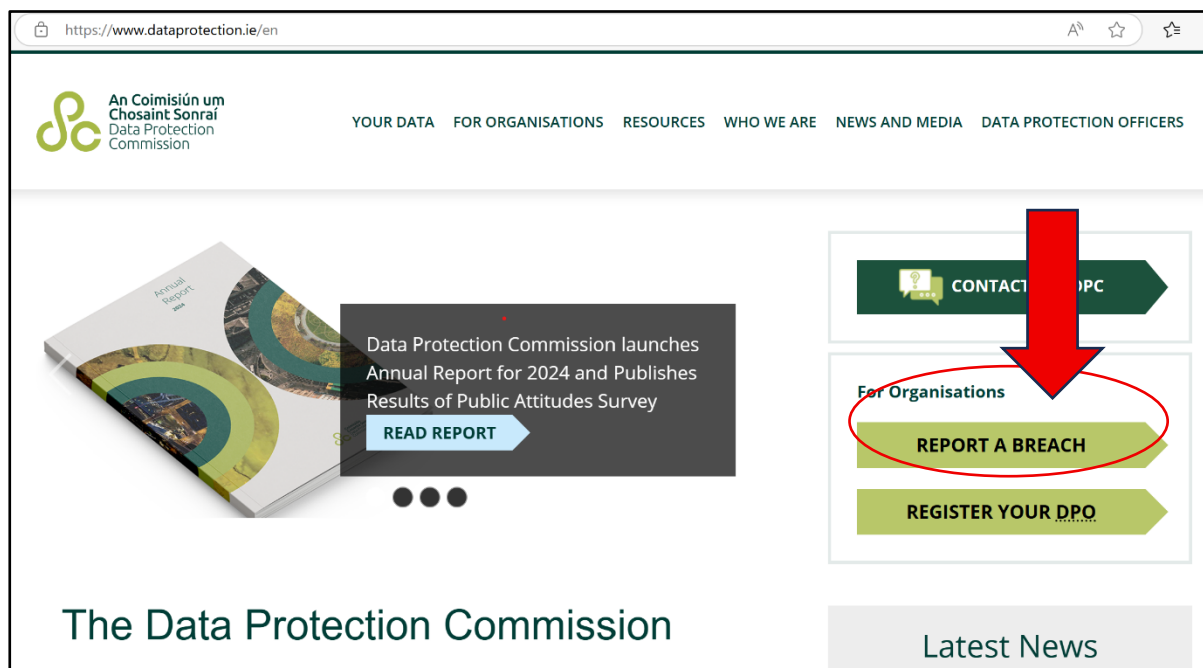 https://www.dataprotection.ie/en
An Coimisiún um
Chosaint Sonraí
Data Protection
Commission
YOUR DATA FOR ORGANISATIONS RESOURCES WHO WE ARE NEWS AND MEDIA DATA PROTECTION OFFICERS
Annual
Report
2024
Data Protection Commission launches
Annual Report for 2024 and Publishes
Results of Public Attitudes Survey
READ REPORT
CONTACT DPC
For Organisations
REPORT A BREACH
REGISTER YOUR DPO
The Data Protection Commission
Latest News